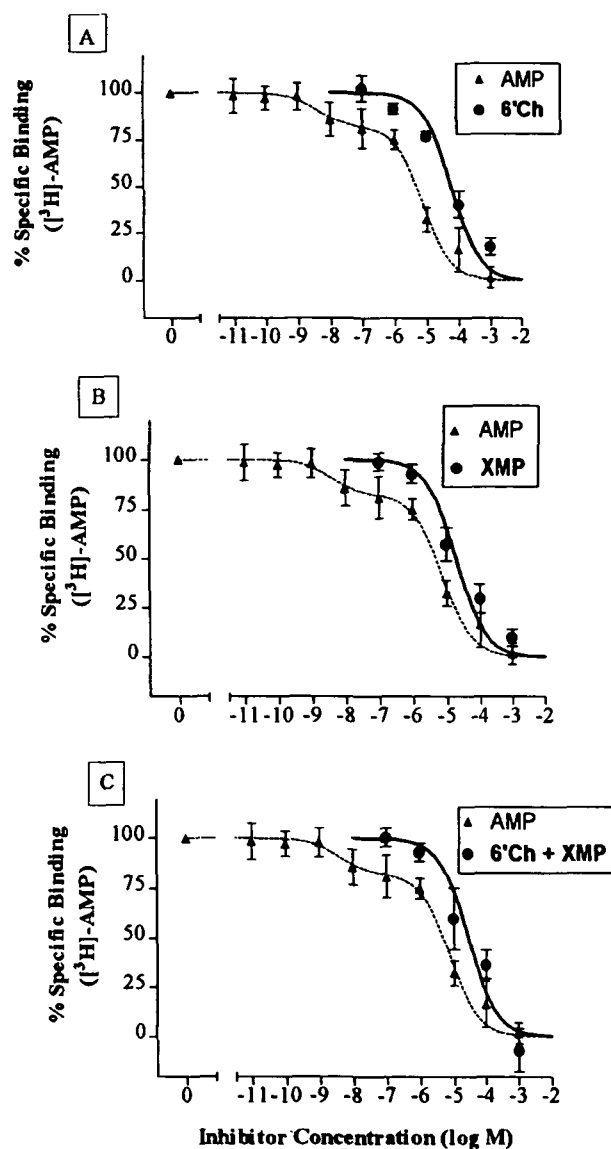 A
AMP
6'Ch
% Specific Binding
([³H]-AMP)
100
75
50
25
0
0 -11 -10 -9 -8 -7 -6 -5 -4 -3 -2
B
AMP
XMP
% Specific Binding
([³H]-AMP)
100
75
50
25
0
0 -11 -10 -9 -8 -7 -6 -5 -4 -3 -2
C
AMP
6'Ch + XMP
% Specific Binding
([³H]-AMP)
100
75
50
25
0
0 -11 -10 -9 -8 -7 -6 -5 -4 -3 -2
Inhibitor Concentration (log M)